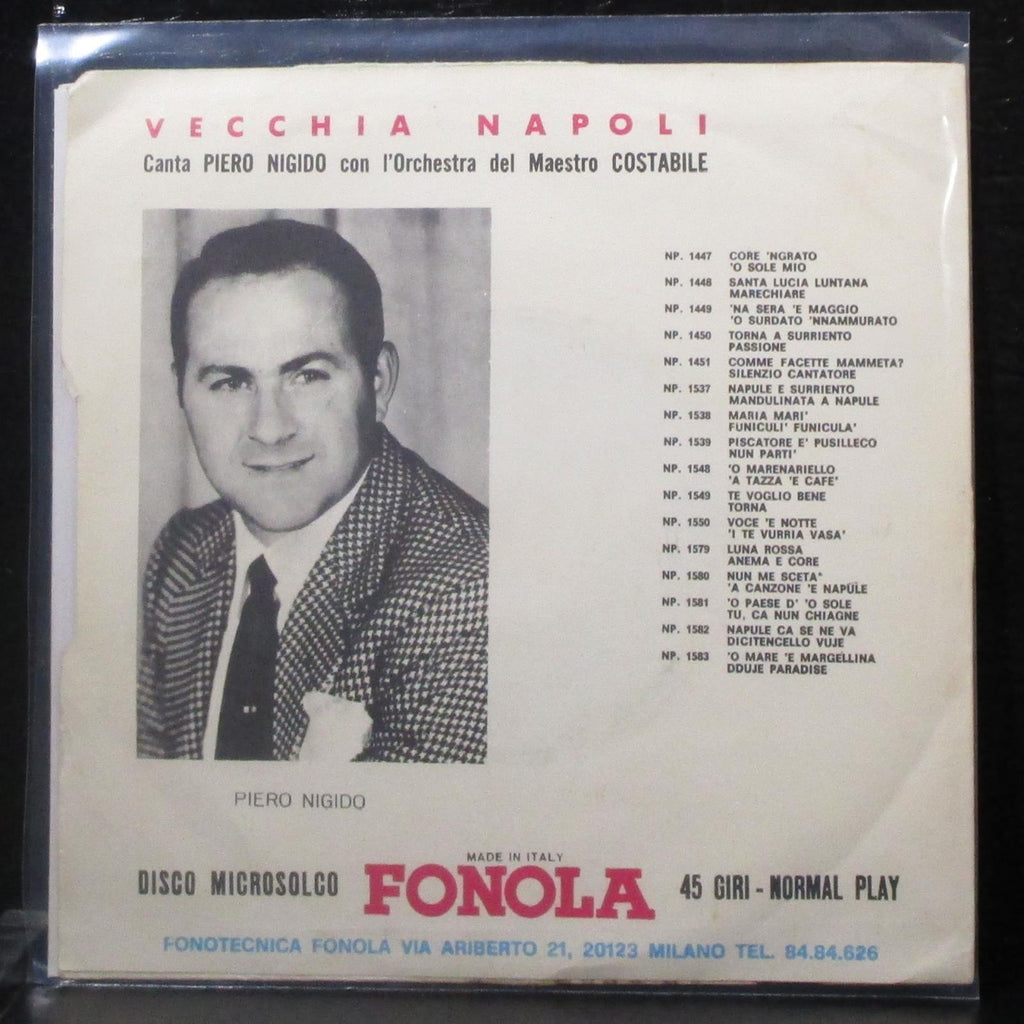 VECCHIA NAPOLI
Canta PIERO NIGIDO con l'Orchestra del Maestro COSTABILE
NP. 1447 CORE 'NGRATO
'O SOLE MIO
NP. 1448 SANTA LUCIA LUNTANA
MARECHIARE
NP. 1449 'NA SERA 'E MAGGIO
'O SURDATO 'NNAMMURATO
NP. 1450 TORNA A SURRIENTO
PASSIONE
NP. 1451 COMME FACETTE MAMMETA?
SILENZIO CANTATORE
NP. 1537 NAPULE E SURRIENTO
MANDULINATA A NAPULE
NP. 1538 MARIA MARI'
FUNICULI' FUNICULA'
NP. 1539 PISCATORE E' PUSILLECO
NUN PARTI'
NP. 1548 'O MARENARIELLO
'A TAZZA 'E CAFE'
NP. 1549 TE VOGLIO BENE
TORNA
NP. 1550 VOCE 'E NOTTE
'I TE VURRIA VASA'
NP. 1579 LUNA ROSSA
ANEMA E CORE
NP. 1580 NUN ME SCETA'
'A CANZONE 'E NAPULE
NP. 1581 'O PAESE D' 'O SOLE
TU, CA NUN CHIAGNE
NP. 1582 NAPULE CA SE NE VA
DICITENCELLO VUJE
NP. 1583 'O MARE 'E MARGELLINA
DDUJE PARADISE
PIERO NIGIDO
MADE IN ITALY
DISCO MICROSOLCO FONOLA 45 GIRI - NORMAL PLAY
FONOTECNICA FONOLA VIA ARIBERTO 21, 20123 MILANO TEL. 84.84.626